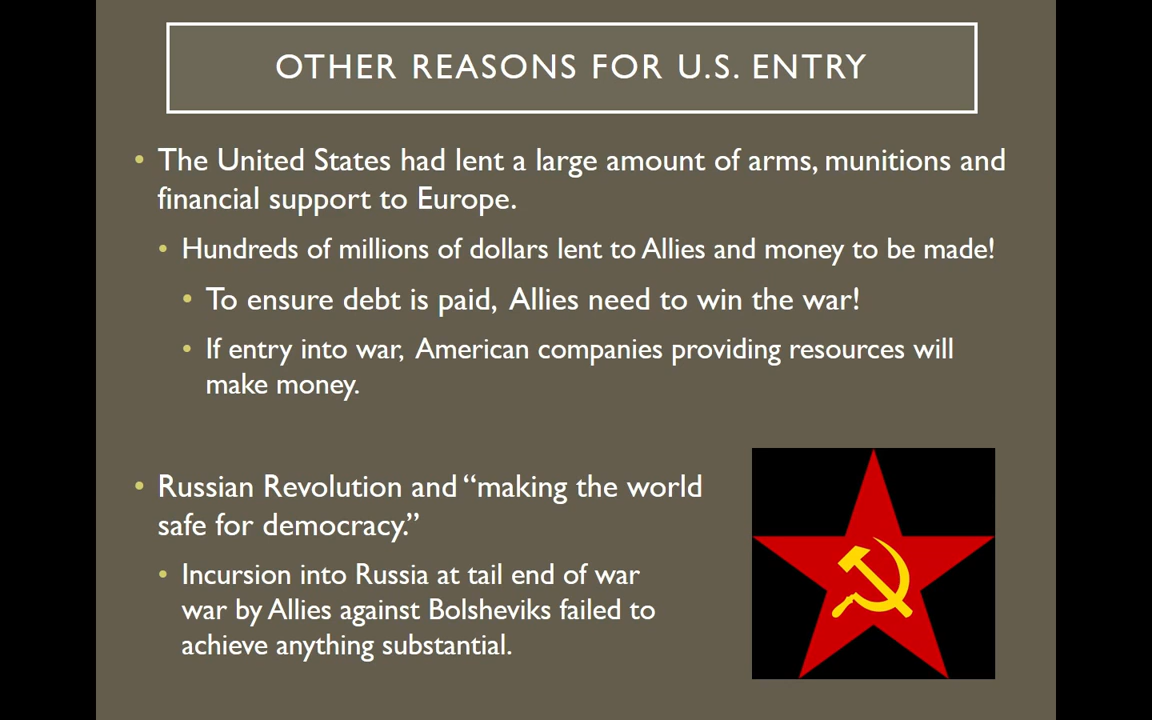 OTHER REASONS FOR U.S. ENTRY
• The United States had lent a large amount of arms, munitions and
financial support to Europe.
• Hundreds of millions of dollars lent to Allies and money to be made!
• To ensure debt is paid, Allies need to win the war!
• If entry into war, American companies providing resources will
make money.
• Russian Revolution and “making the world
safe for democracy.”
• Incursion into Russia at tail end of war
war by Allies against Bolsheviks failed to
achieve anything substantial.